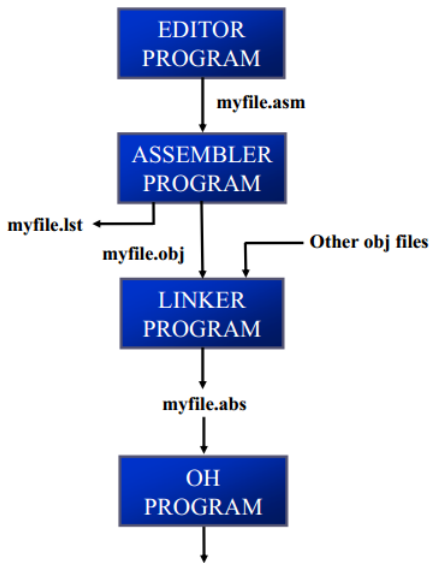 EDITOR
PROGRAM
myfile.asm
ASSEMBLER
PROGRAM
myfile.lst
myfile.obj
Other obj files
LINKER
PROGRAM
myfile.abs
OH
PROGRAM